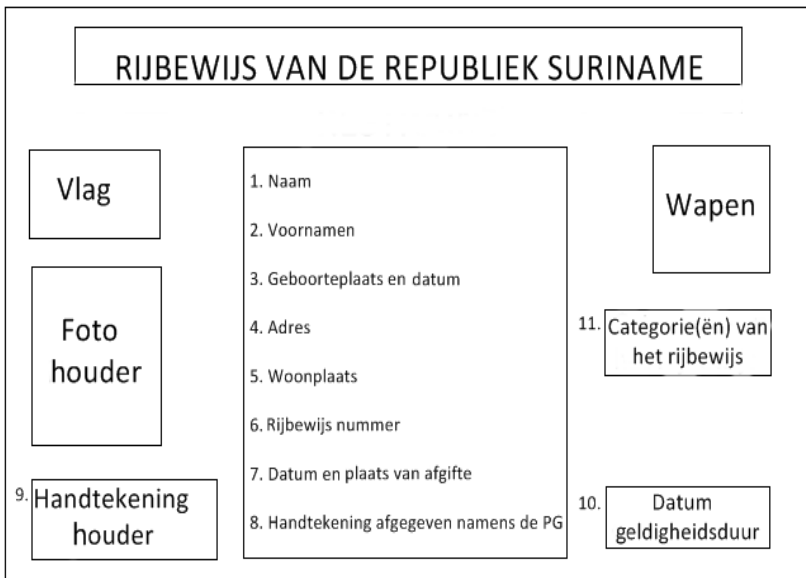 RIJBEWIJS VAN DE REPUBLIEK SURINAME
Vlag
Foto
houder
9. Handtekening
houder
1. Naam
2. Voornamen
3. Geboorteplaats en datum
4. Adres
5. Woonplaats
6. Rijbewijs nummer
7. Datum en plaats van afgifte
8. Handtekening afgegeven namens de PG
Wapen
11. Categorie(ën) van
het rijbewijs
10. Datum
geldigheidsduur